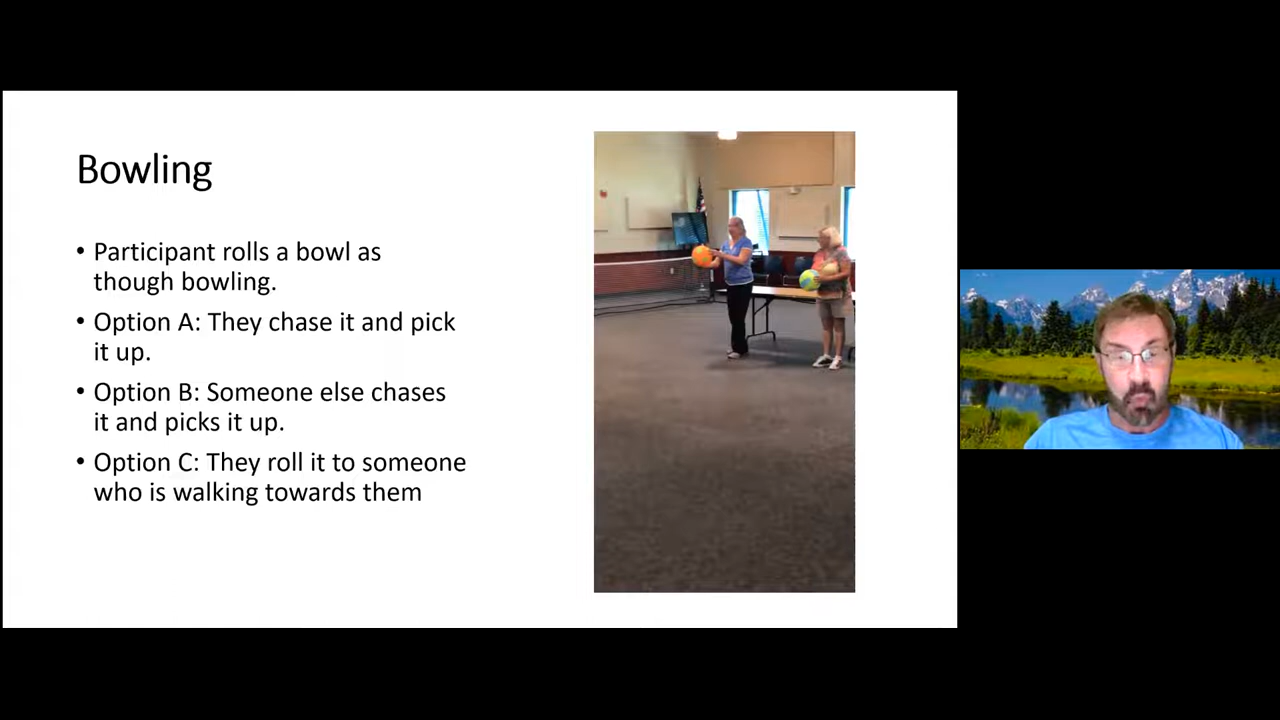 Bowling
• Participant rolls a bowl as
though bowling.
• Option A: They chase it and pick
it up.
• Option B: Someone else chases
it and picks it up.
• Option C: They roll it to someone
who is walking towards them